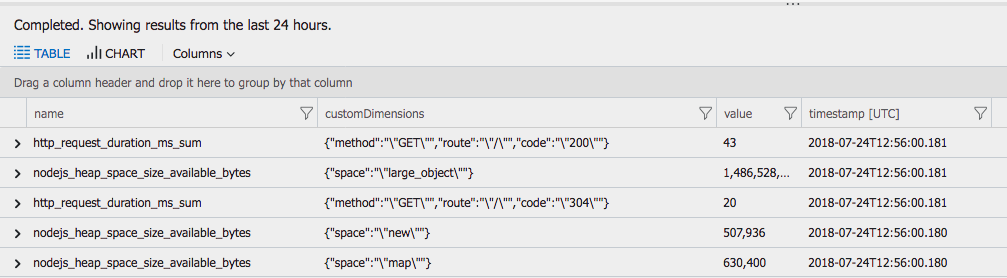 Completed. Showing results from the last 24 hours.
TABLE CHART Columns
Drag a column header and drop it here to group by that column
name customDimensions value timestamp [UTC]
http_request_duration_ms_sum {"method":"\"GET\"","route":"\"/\"","code":"\"200\""} 43 2018-07-24T12:56:00.181
nodejs_heap_space_size_available_bytes {"space":"\"large_object\""} 1,486,528,... 2018-07-24T12:56:00.181
http_request_duration_ms_sum {"method":"\"GET\"","route":"\"/\"","code":"\"304\""} 20 2018-07-24T12:56:00.181
nodejs_heap_space_size_available_bytes {"space":"\"new\""} 507,936 2018-07-24T12:56:00.180
nodejs_heap_space_size_available_bytes {"space":"\"map\""} 630,400 2018-07-24T12:56:00.180